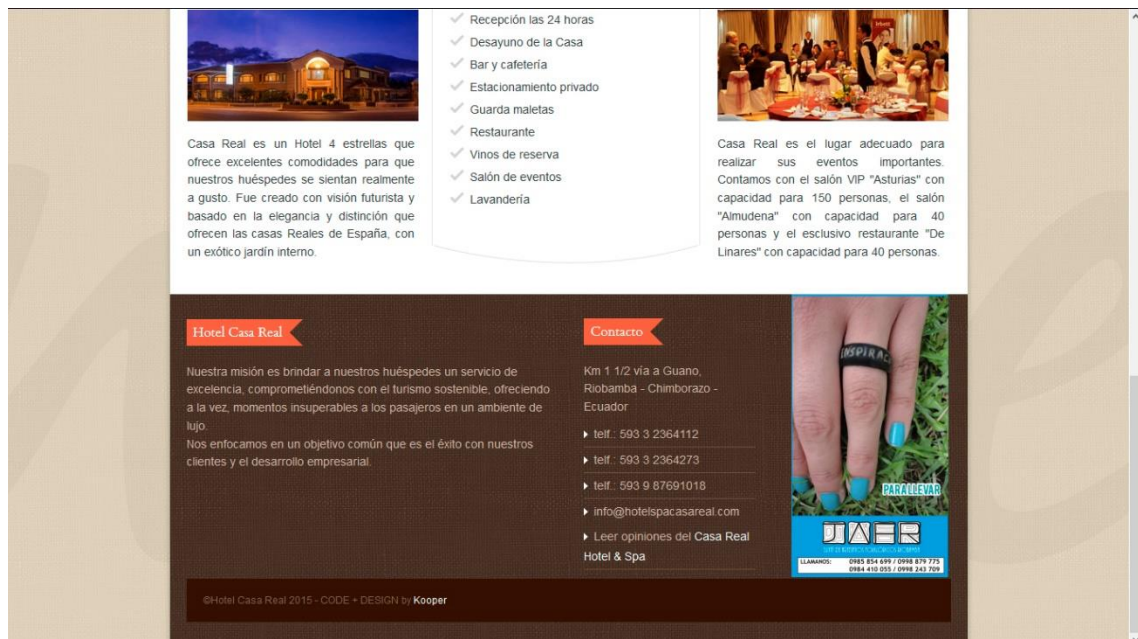 Casa Real es un Hotel 4 estrellas que
ofrece excelentes comodidades para que
nuestros huéspedes se sientan realmente
a gusto. Fue creado con visión futurista y
basado en la elegancia y distinción que
ofrecen las casas Reales de España, con
un exótico jardín interno.
Recepción las 24 horas
Desayuno de la Casa
Bar y cafetería
Estacionamiento privado
Guarda maletas
Restaurante
Vinos de reserva
Salón de eventos
Lavandería
Casa Real es el lugar adecuado para
realizar sus eventos importantes.
Contamos con el salón VIP "Asturias" con
capacidad para 150 personas, el salón
"Almudena" con capacidad para 40
personas y el esclusivo restaurante "De
Linares" con capacidad para 40 personas.
Hotel Casa Real
Nuestra misión es brindar a nuestros huéspedes un servicio de
excelencia, comprometiéndonos con el turismo sostenible, ofreciendo
a la vez, momentos insuperables a los pasajeros en un ambiente de
lujo.
Nos enfocamos en un objetivo común que es el éxito con nuestros
clientes y el desarrollo empresarial.
Contacto
Km 1 1/2 vía a Guano,
Riobamba - Chimborazo -
Ecuador
telf.: 593 3 2364112
telf.: 593 3 2364273
telf.: 593 9 87691018
info@hotelspacasareal.com
Leer opiniones del Casa Real
Hotel & Spa
INSPIRAC
PARALLEVAR
JAER
LLAMANOS: 0985 854 699 / 0998 879 775
0984 410 055 / 0998 243 709
©Hotel Casa Real 2015 - CODE + DESIGN by Kooper